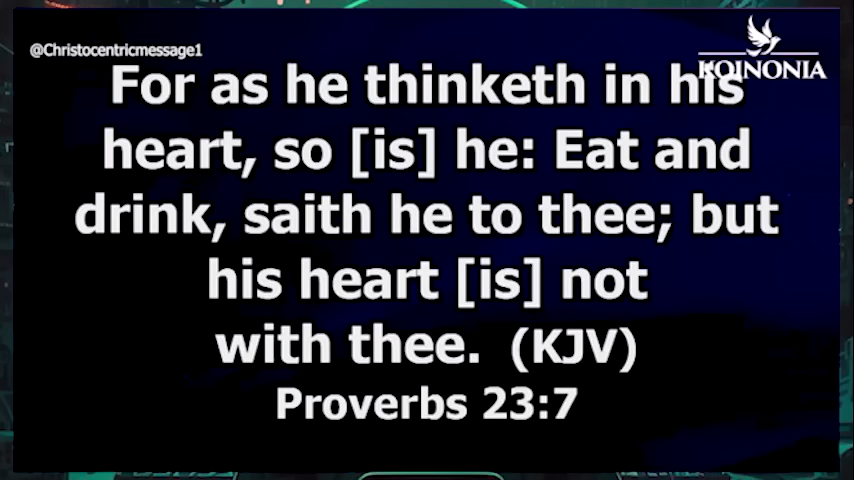 @Christocentricmessage1
KOINONIA
For as he thinketh in his
heart, so [is] he: Eat and
drink, saith he to thee; but
his heart [is] not
with thee. (KJV)
Proverbs 23:7